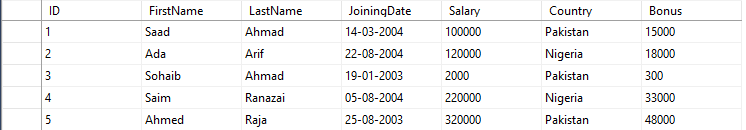 ID FirstName LastName JoiningDate Salary Country Bonus
1 Saad Ahmad 14-03-2004 100000 Pakistan 15000
2 Ada Arif 22-08-2004 120000 Nigeria 18000
3 Sohaib Ahmad 19-01-2003 2000 Pakistan 300
4 Saim Ranazai 05-08-2004 220000 Nigeria 33000
5 Ahmed Raja 25-08-2003 320000 Pakistan 48000